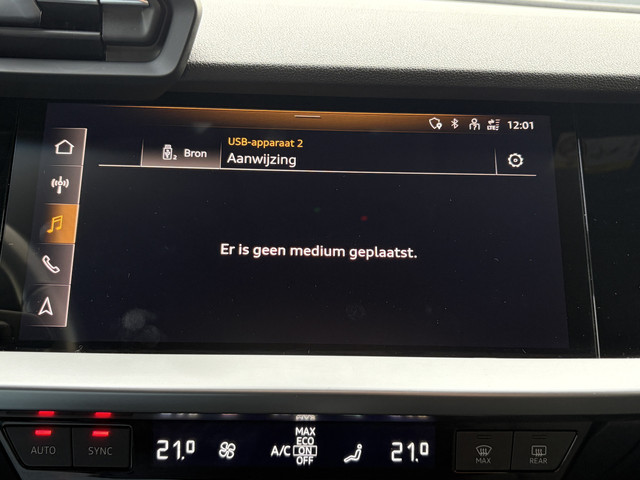 12:01
USB-apparaat 2
2 Bron
Aanwijzing
Er is geen medium geplaatst.
AUTO
SYNC
21.0
A/C
MAX
ECO
ON
OFF
21.0
MAX
REAR